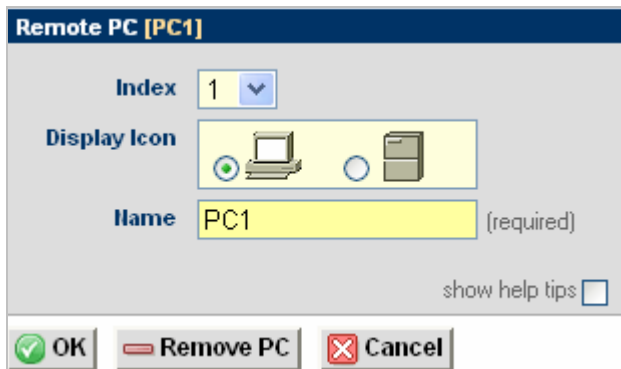 Remote PC [PC1]
Index 1
Display Icon
Name PC1 (required)
show help tips
OK Remove PC Cancel